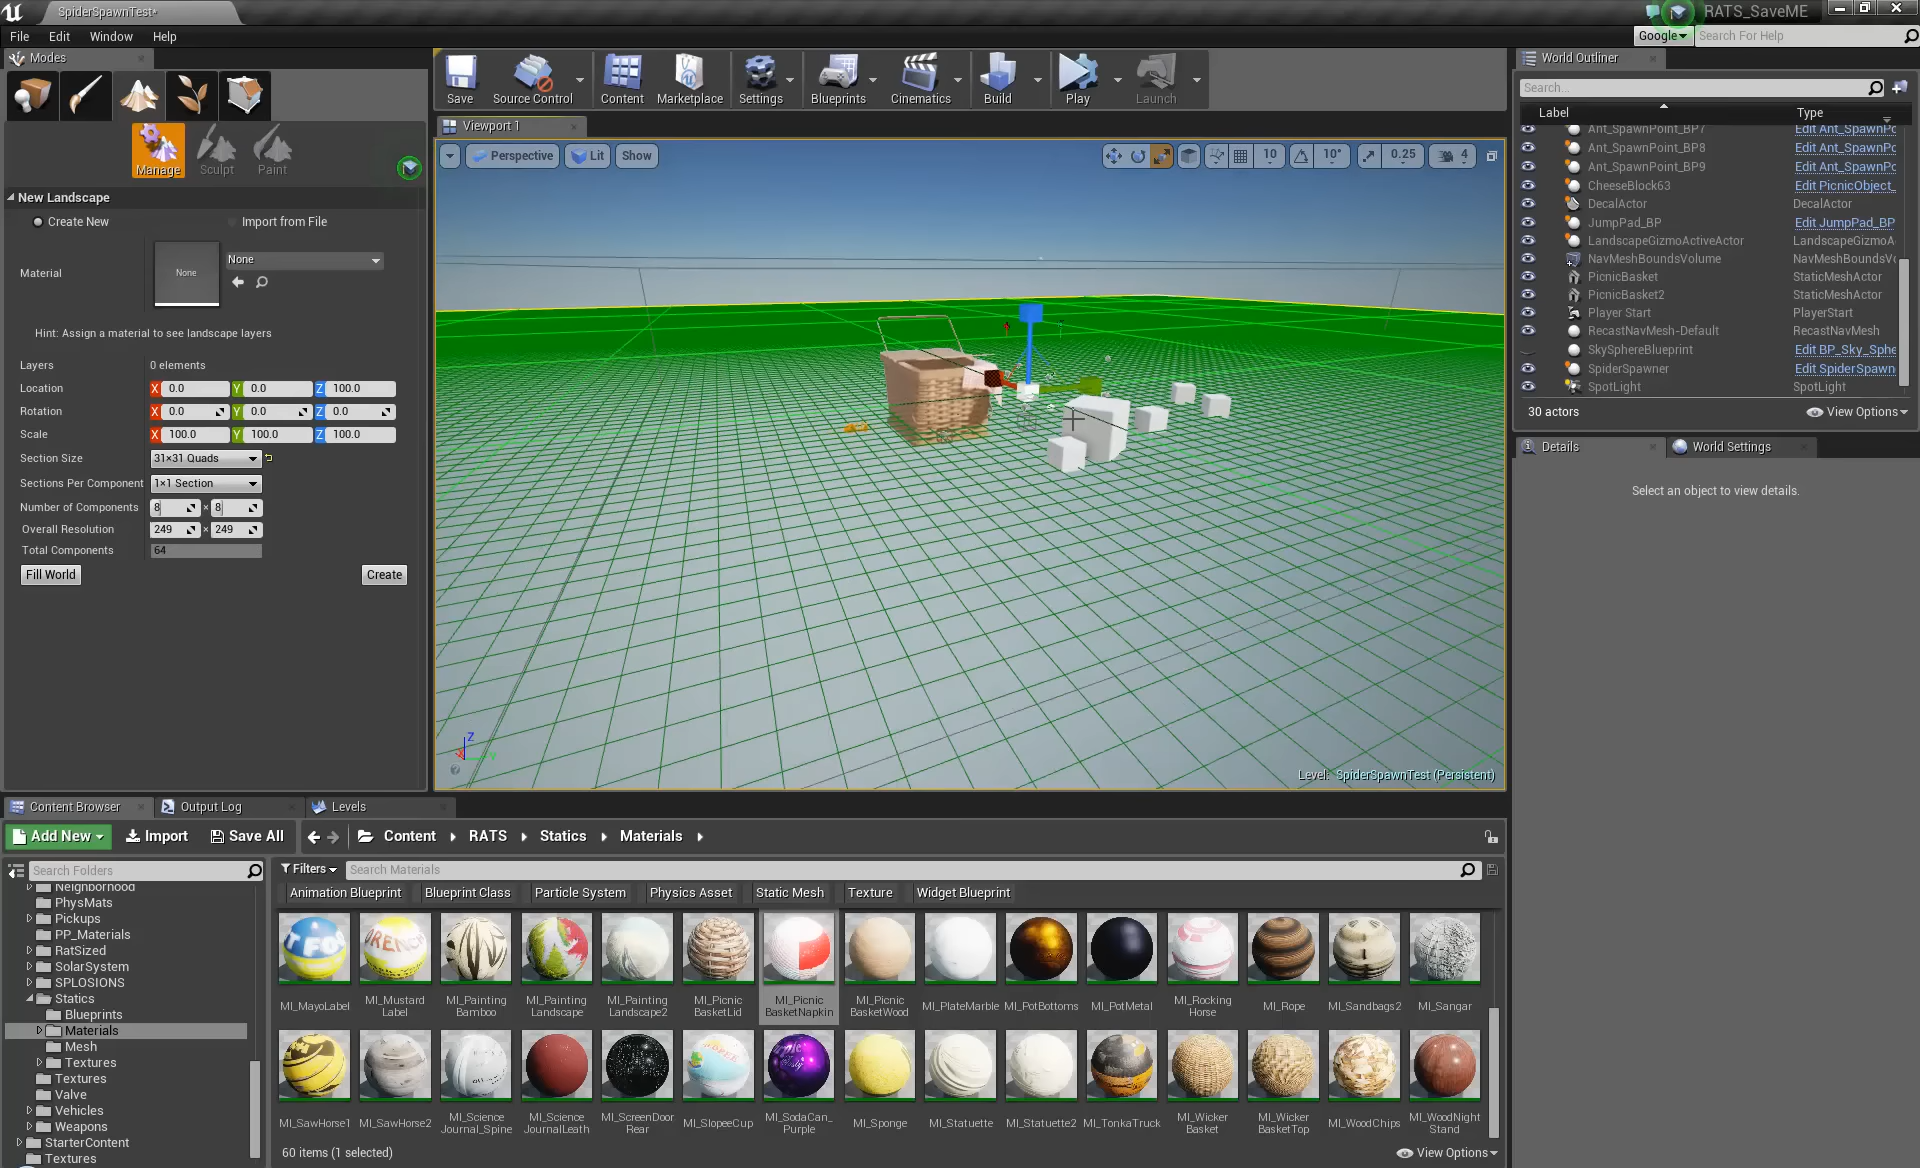 SpiderSpawnTest*
RATS_SaveME
File Edit Window Help
Google Search For Help
Modes
Manage Sculpt Paint
New Landscape
Create New Import from File
Material None None
Hint: Assign a material to see landscape layers
Layers 0 elements
Location X 0.0 Y 0.0 Z 100.0
Rotation X 0.0 Y 0.0 Z 0.0
Scale X 100.0 Y 100.0 Z 100.0
Section Size 31×31 Quads
Sections Per Component 1×1 Section
Number of Components 8 × 8
Overall Resolution 249 × 249
Total Components 64
Fill World Create
Save Source Control Content Marketplace Settings Blueprints Cinematics Build Play Launch
Viewport 1
Perspective Lit Show 10 10° 0.25 4
Z
Y
Level: SpiderSpawnTest (Persistent)
World Outliner
Search...
Label Type
Ant_SpawnPoint_BP7 Edit Ant_SpawnPo
Ant_SpawnPoint_BP8 Edit Ant_SpawnPo
Ant_SpawnPoint_BP9 Edit Ant_SpawnPo
CheeseBlock63 Edit PicnicObject_
DecalActor DecalActor
JumpPad_BP Edit JumpPad_BP
LandscapeGizmoActiveActor LandscapeGizmoA
NavMeshBoundsVolume NavMeshBoundsVo
PicnicBasket StaticMeshActor
PicnicBasket2 StaticMeshActor
Player Start PlayerStart
RecastNavMesh-Default RecastNavMesh
SkySphereBlueprint Edit BP_Sky_Sphe
SpiderSpawner Edit SpiderSpawn
SpotLight SpotLight
30 actors View Options
Details World Settings
Select an object to view details.
Content Browser Output Log Levels
Add New Import Save All Content RATS Statics Materials
Search Folders
Neighborhood
PhysMats
Pickups
PP_Materials
RatSized
SolarSystem
SPLOSIONS
Statics
Blueprints
Materials
Mesh
Textures
Textures
Valve
Vehicles
Weapons
StarterContent
Textures
Filters Search Materials
Animation Blueprint Blueprint Class Particle System Physics Asset Static Mesh Texture Widget Blueprint
MI_MayoLabel MI_Mustard Label MI_Painting Bamboo MI_Painting Landscape MI_Painting Landscape2 MI_Picnic BasketLid MI_Picnic BasketNapkin MI_Picnic BasketWood MI_PlateMarble MI_PotBottoms MI_PotMetal MI_Rocking Horse MI_Rope MI_Sandbags2 MI_Sangar
MI_SawHorse1 MI_SawHorse2 MI_Science Journal_Spine MI_Science JournalLeath MI_ScreenDoor Rear MI_SlopeeCup MI_SodaCan_ Purple MI_Sponge MI_Statuette MI_Statuette2 MI_TonkaTruck MI_Wicker Basket MI_Wicker BasketTop MI_WoodChips MI_WoodNight Stand
60 items (1 selected) View Options